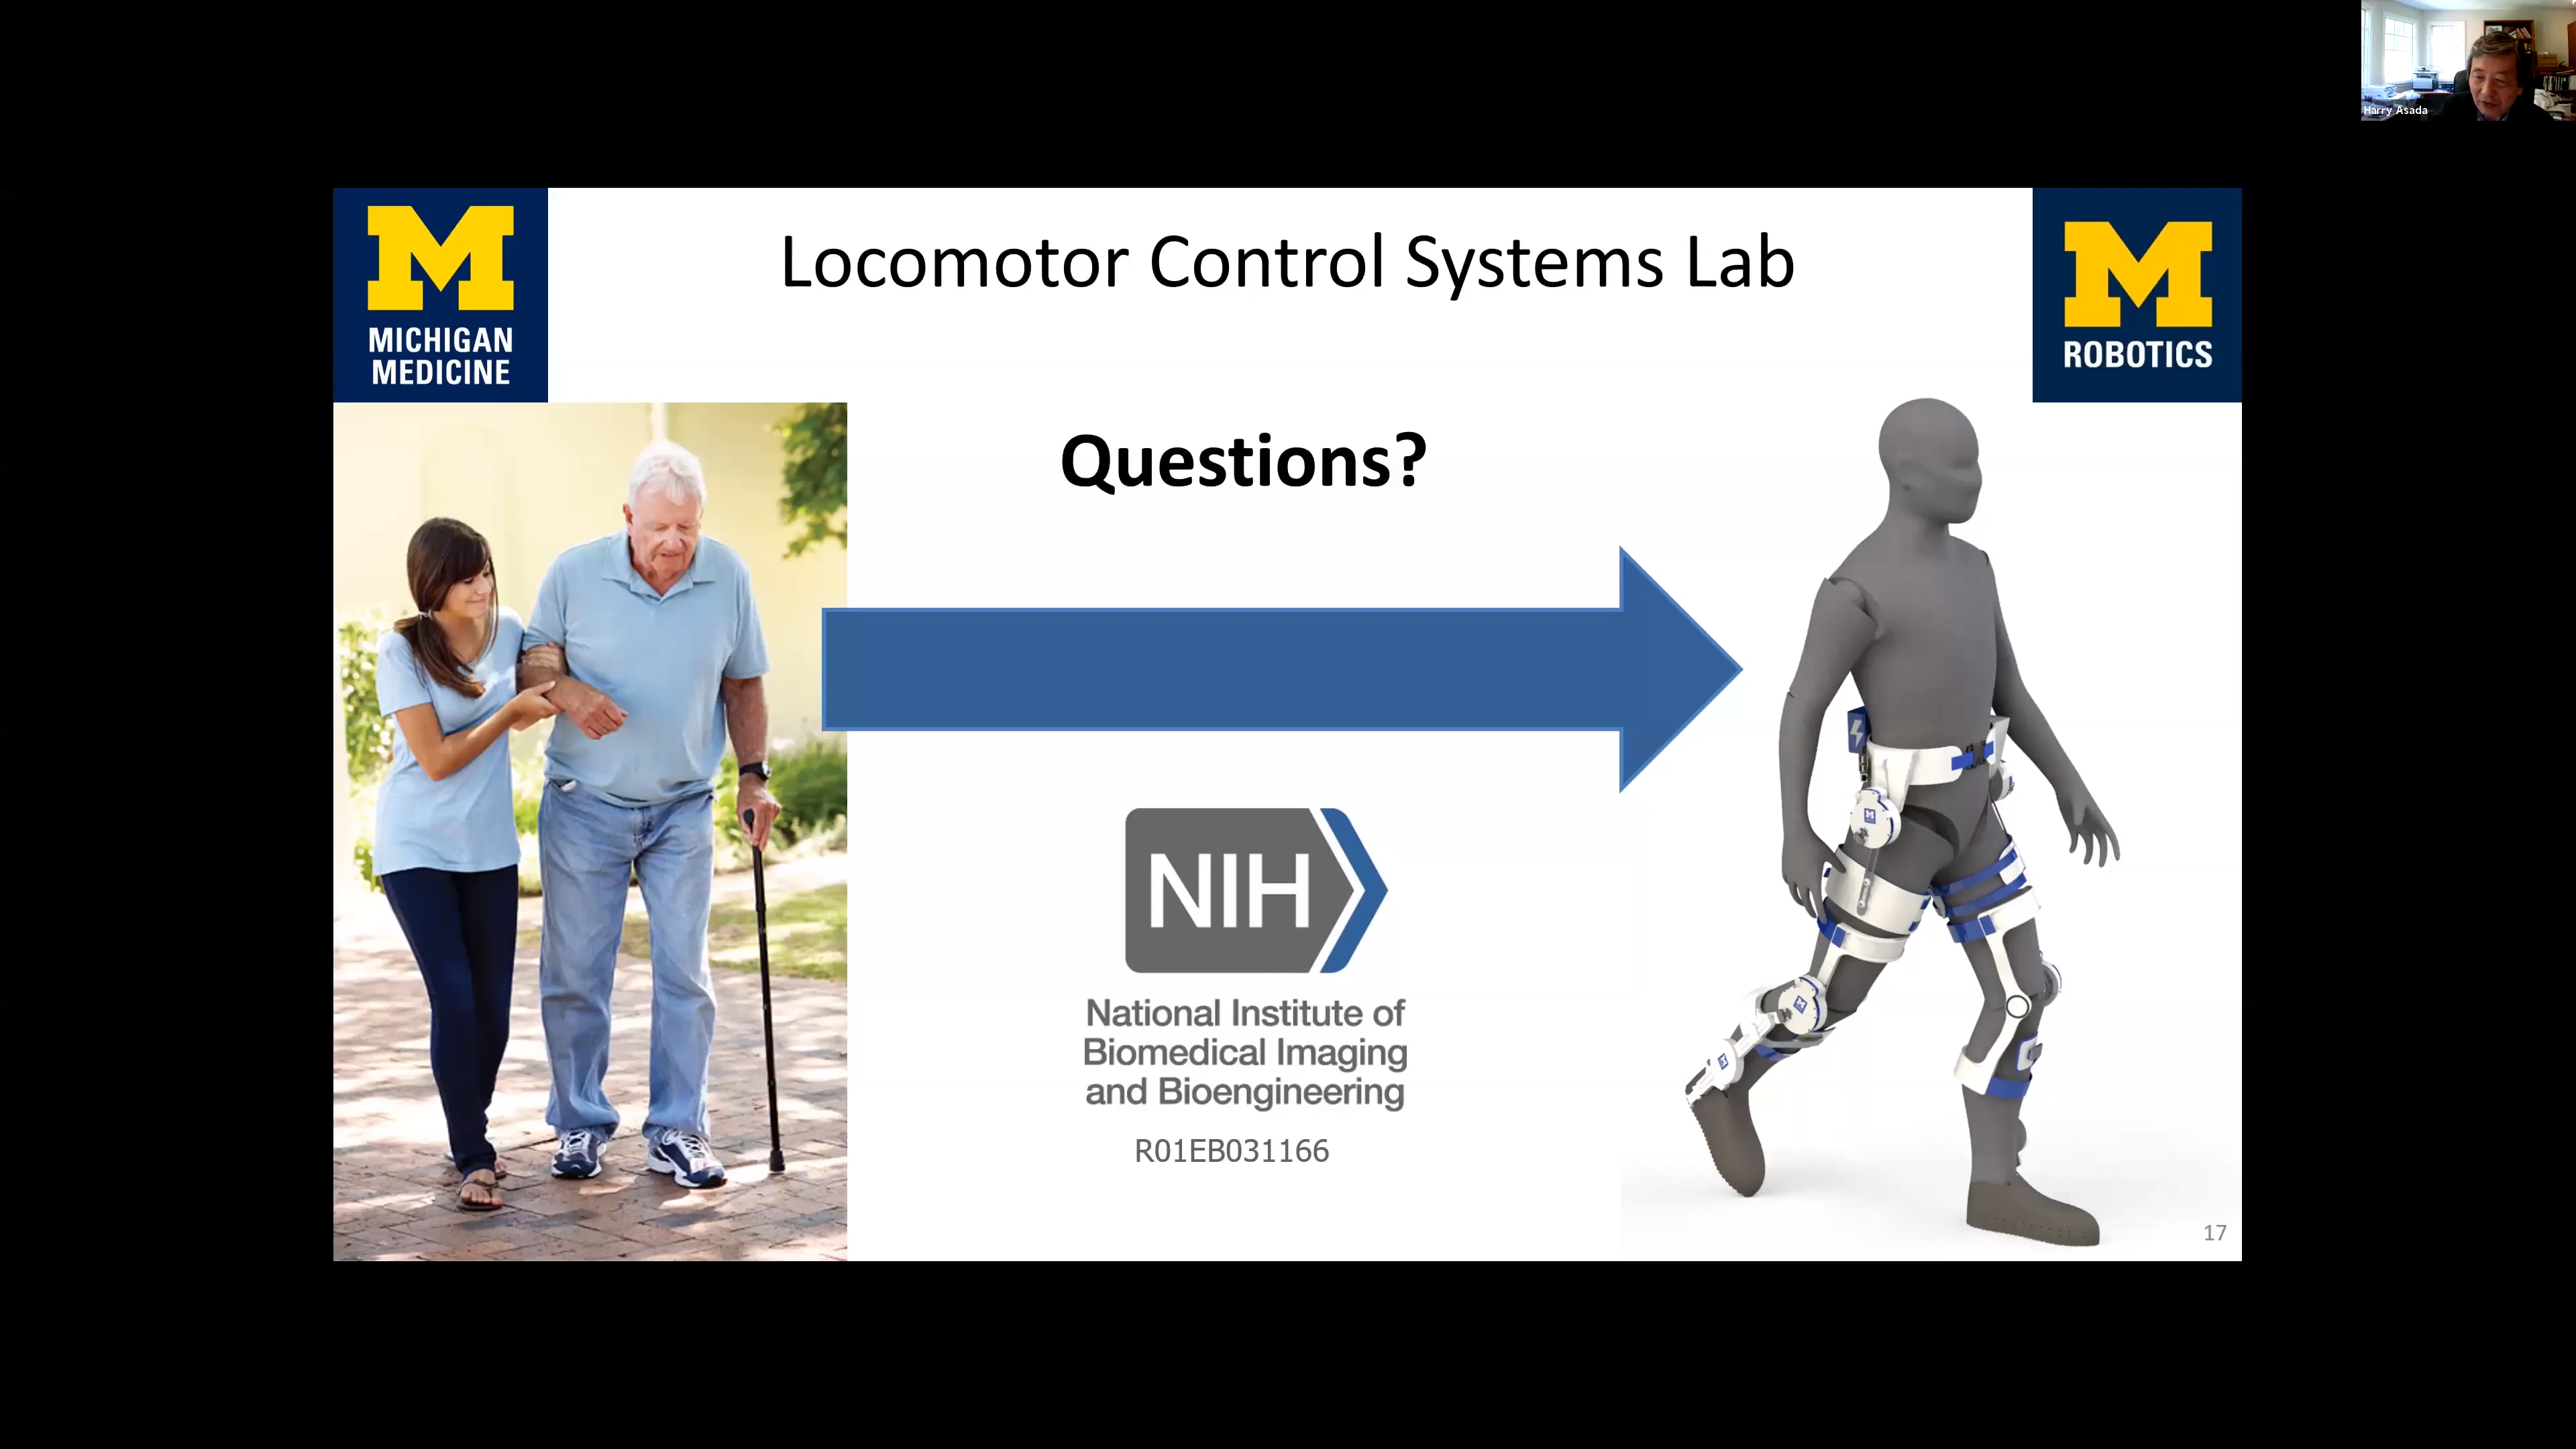 Harry Asada
M
MICHIGAN
MEDICINE
Locomotor Control Systems Lab
M
ROBOTICS
Questions?
NIH
National Institute of
Biomedical Imaging
and Bioengineering
R01EB031166
M
M
M
17